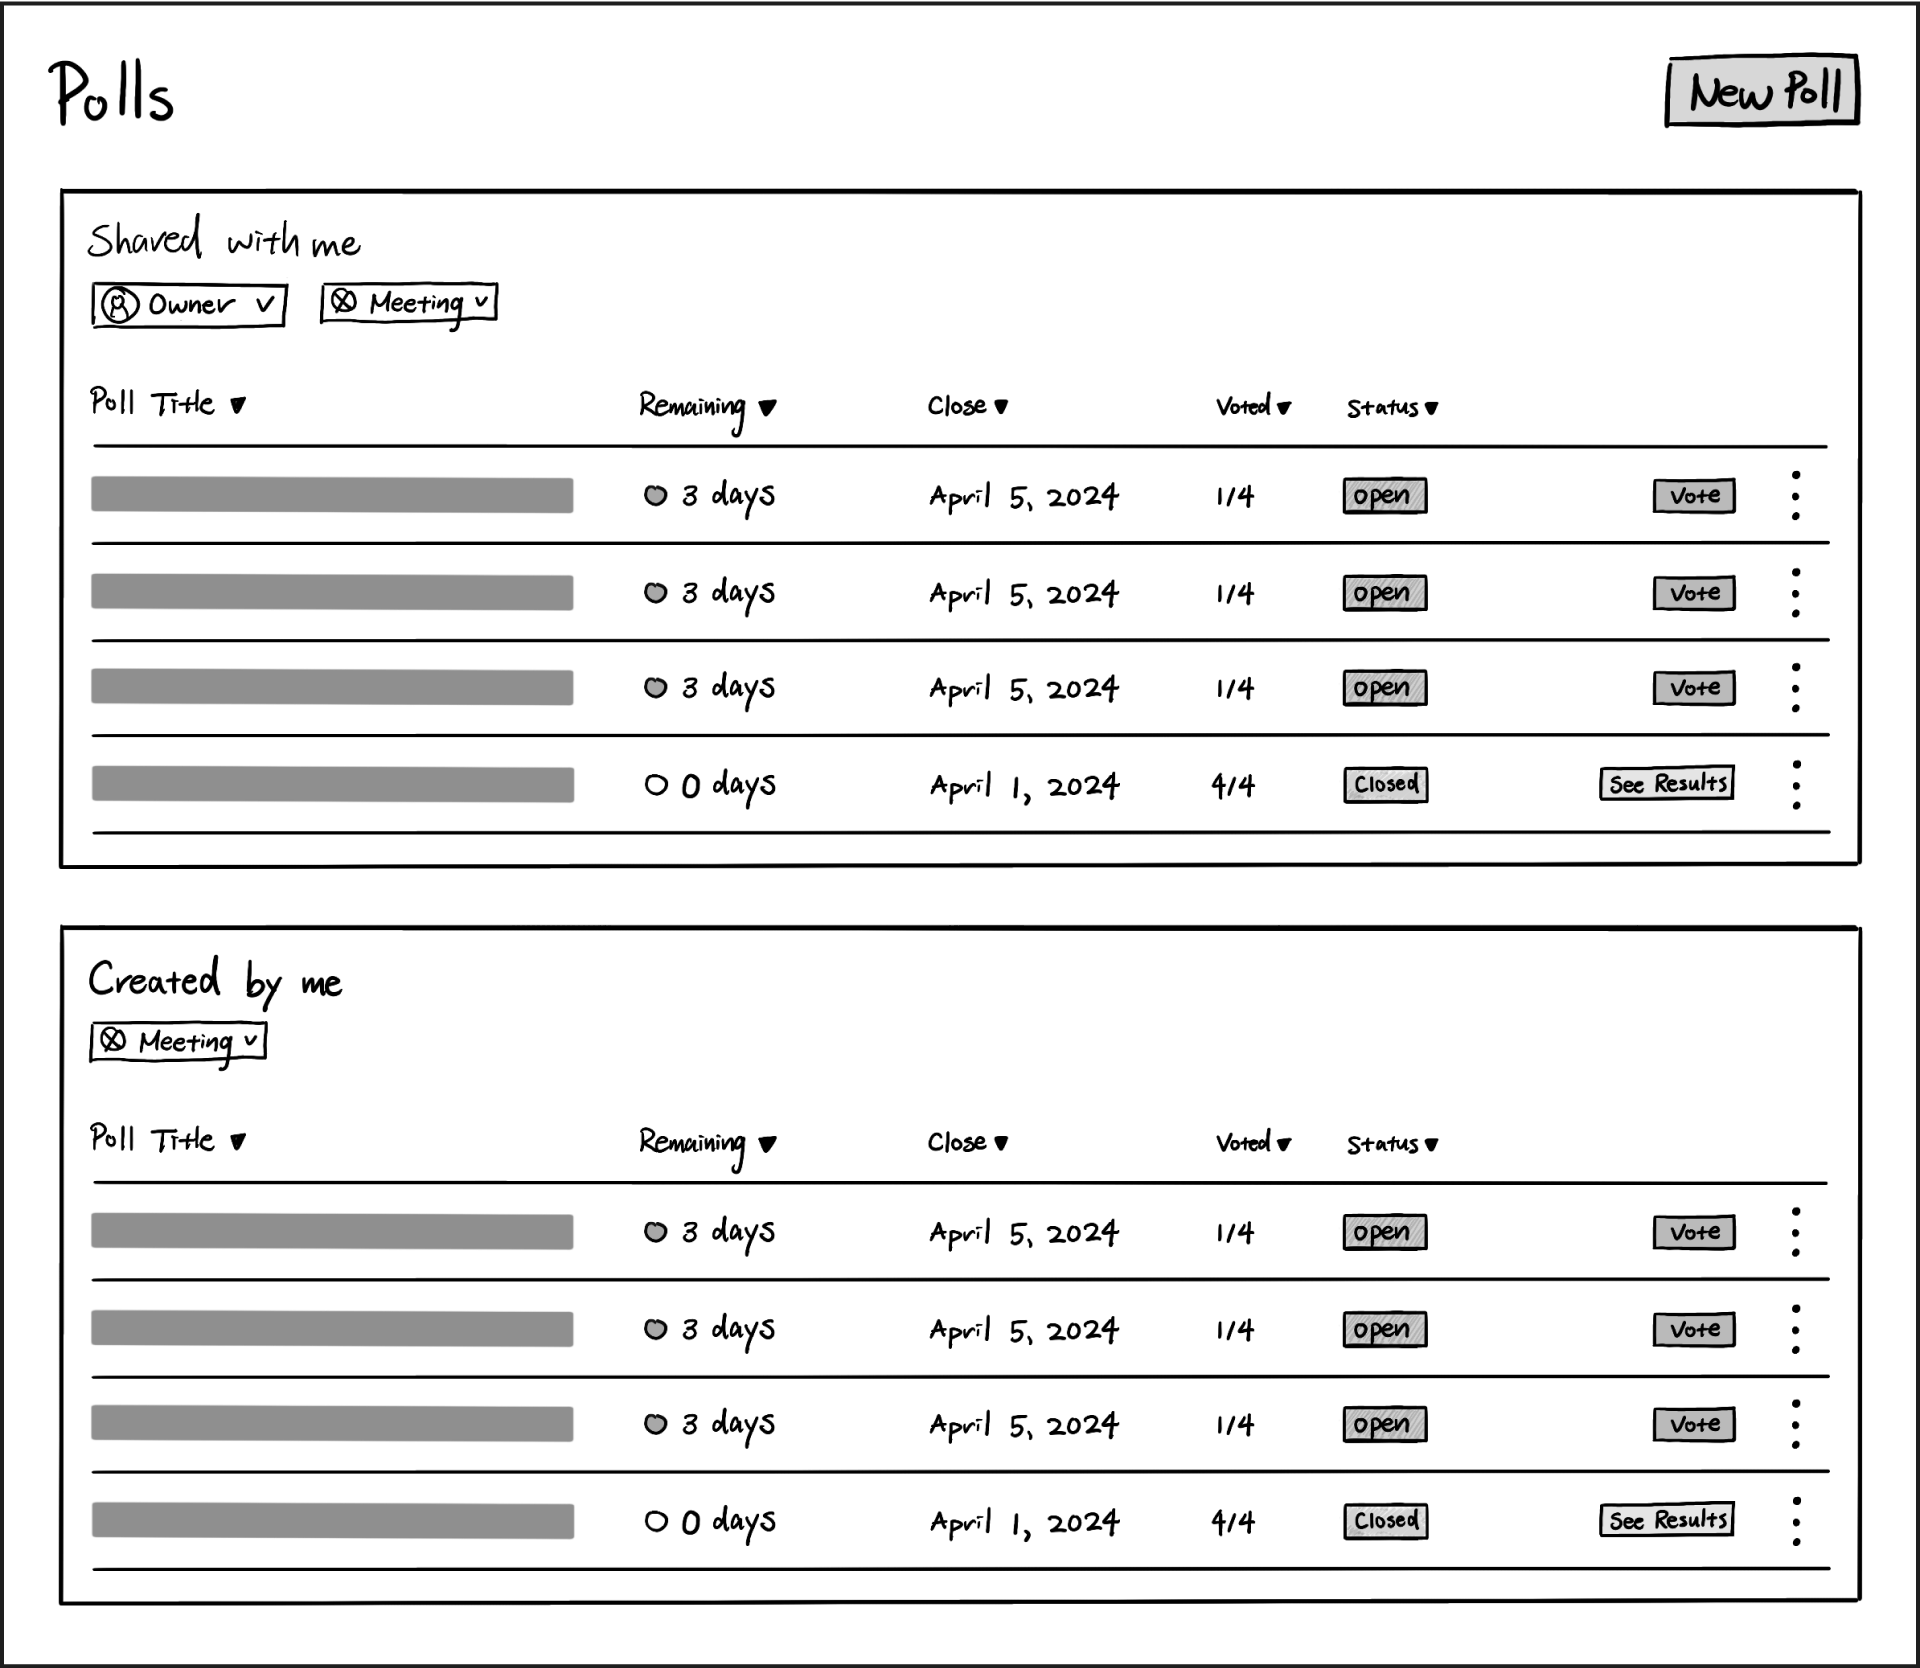 Polls
New Poll
Shared with me
Owner
Meeting
Poll Title Remaining Close Voted Status
3 days April 5, 2024 1/4 open Vote
3 days April 5, 2024 1/4 open Vote
3 days April 5, 2024 1/4 open Vote
0 days April 1, 2024 4/4 Closed See Results
Created by me
Meeting
Poll Title Remaining Close Voted Status
3 days April 5, 2024 1/4 open Vote
3 days April 5, 2024 1/4 open Vote
3 days April 5, 2024 1/4 open Vote
0 days April 1, 2024 4/4 Closed See Results